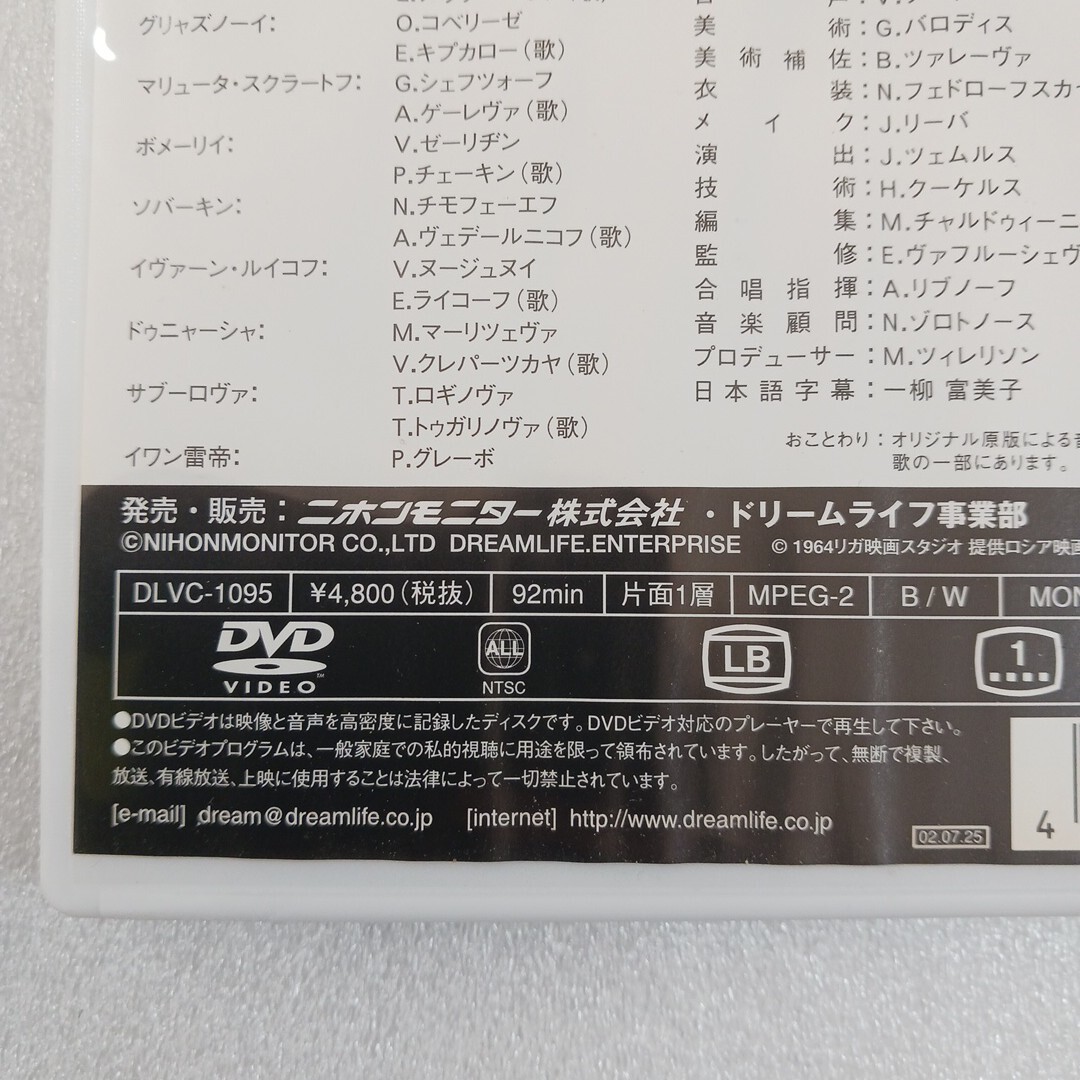 グリャズノーイ: O.コベリーゼ
E.キブカロー(歌)
マリュータ・スクラートフ: G.シェフツォーフ
A.ゲーレヴァ(歌)
ボメーリイ: V.ゼーリヂン
P.チェーキン(歌)
ソバーキン: N.チモフェーエフ
A.ヴェデールニコフ(歌)
イヴァーン・ルイコフ: V.ヌージュヌイ
E.ライコーフ(歌)
ドゥニャーシャ: M.マーリツェヴァ
V.クレパーツカヤ(歌)
サブーロヴァ: T.ロギノヴァ
T.トゥガリノヴァ(歌)
イワン雷帝: P.グレーボ
美術:G.バロディス
美術補佐:B.ツァレーヴァ
衣装:N.フェドローフスカ
メイク:J.リーバ
演出:J.ツェムルス
技術:H.クーケルス
編集:M.チャルドゥィーニ
監修:E.ヴァフルーシェヴ
合唱指揮:A.リブノーフ
音楽顧問:N.ゾロトノース
プロデューサー:M.ツィレリソン
日本語字幕:一柳 富美子
おことわり:オリジナル原版による
歌の一部にあります。
発売・販売:ニホンモニター株式会社・ドリームライフ事業部
©NIHONMONITOR CO.,LTD DREAMLIFE.ENTERPRISE © 1964リガ映画スタジオ 提供ロシア映画
DLVC-1095 ¥4,800(税抜) 92min 片面1層 MPEG-2 B/W MON
DVD VIDEO™ ALL NTSC LB 1
●DVDビデオは映像と音声を高密度に記録したディスクです。DVDビデオ対応のプレーヤーで再生して下さい。
●このビデオプログラムは、一般家庭での私的視聴に用途を限って領布されています。したがって、無断で複製、
放送、有線放送、上映に使用することは法律によって一切禁止されています。
[e-mail] dream@dreamlife.co.jp [internet] http://www.dreamlife.co.jp
02.07.25
4